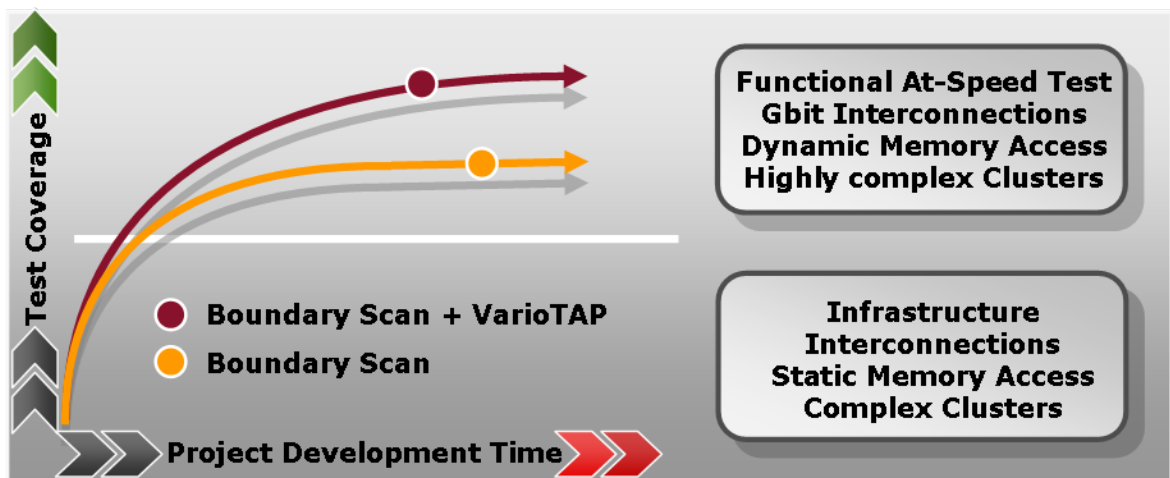 Test Coverage
Boundary Scan + VarioTAP
Boundary Scan
Project Development Time
Functional At-Speed Test
Gbit Interconnections
Dynamic Memory Access
Highly complex Clusters
Infrastructure
Interconnections
Static Memory Access
Complex Clusters